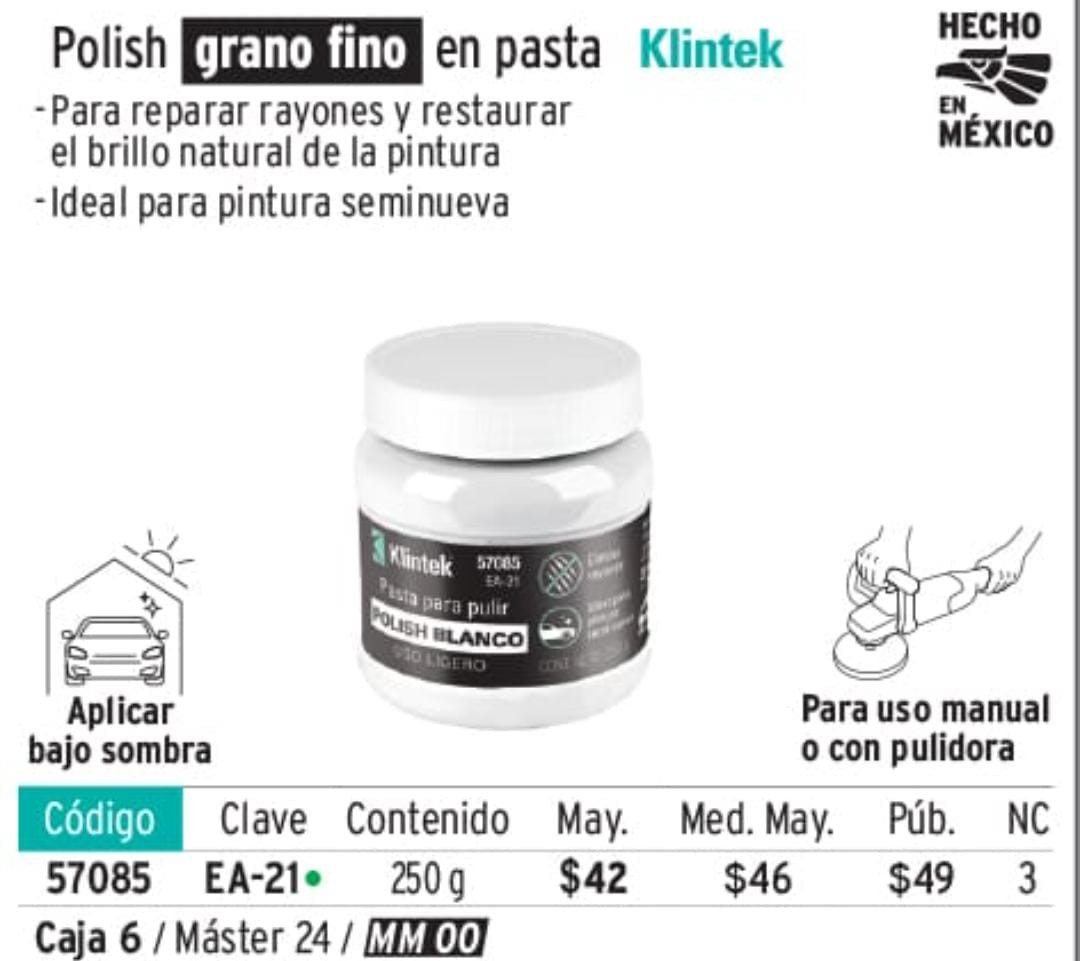 Polish grano fino en pasta Klintek
HECHO
EN
MÉXICO
-Para reparar rayones y restaurar
el brillo natural de la pintura
-Ideal para pintura seminueva
Klintek 57085
EA-21
Pasta para pulir
POLISH BLANCO
USO LIGERO
Aplicar
bajo sombra
Para uso manual
o con pulidora
Código Clave Contenido May. Med. May. Púb. NC
57085 EA-21• 250 g $42 $46 $49 3
Caja 6 / Máster 24 / MM 00